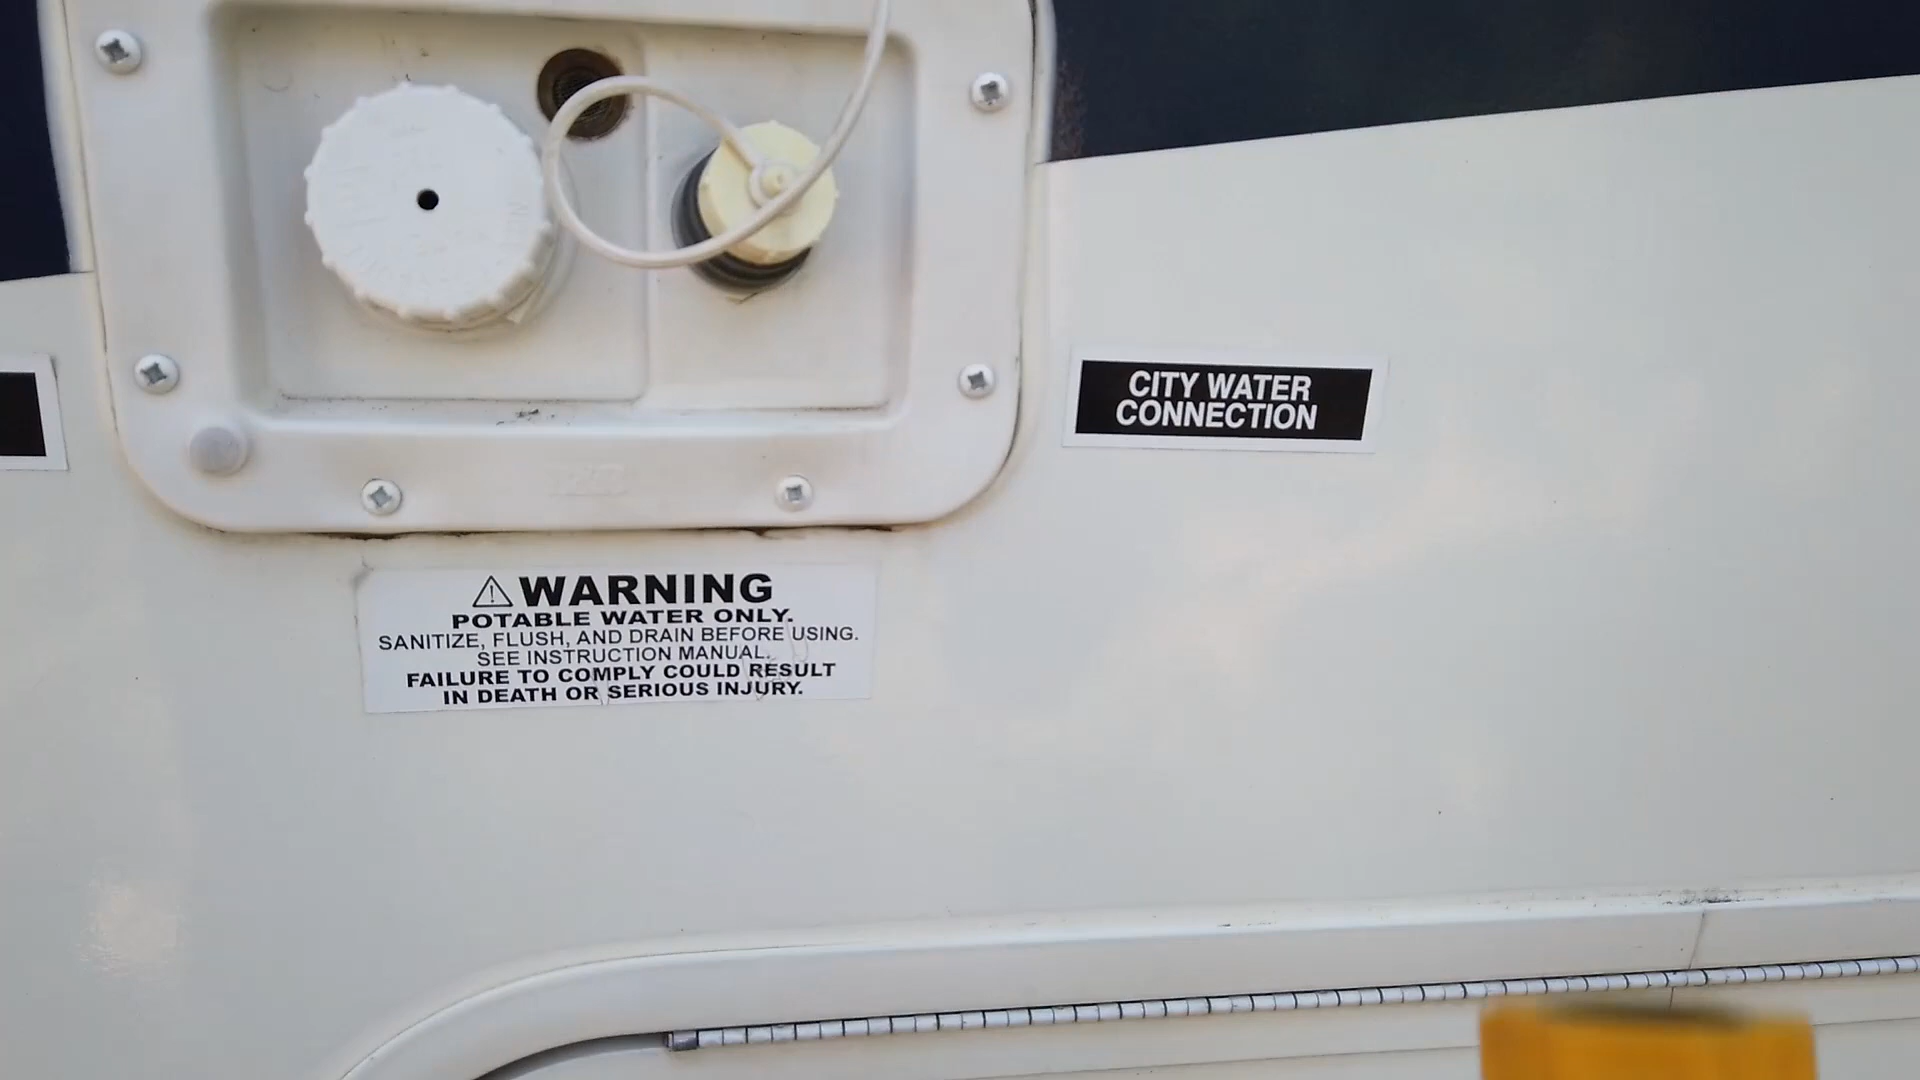 CITY WATER
CONNECTION
WARNING
POTABLE WATER ONLY.
SANITIZE, FLUSH, AND DRAIN BEFORE USING.
SEE INSTRUCTION MANUAL.
FAILURE TO COMPLY COULD RESULT
IN DEATH OR SERIOUS INJURY.